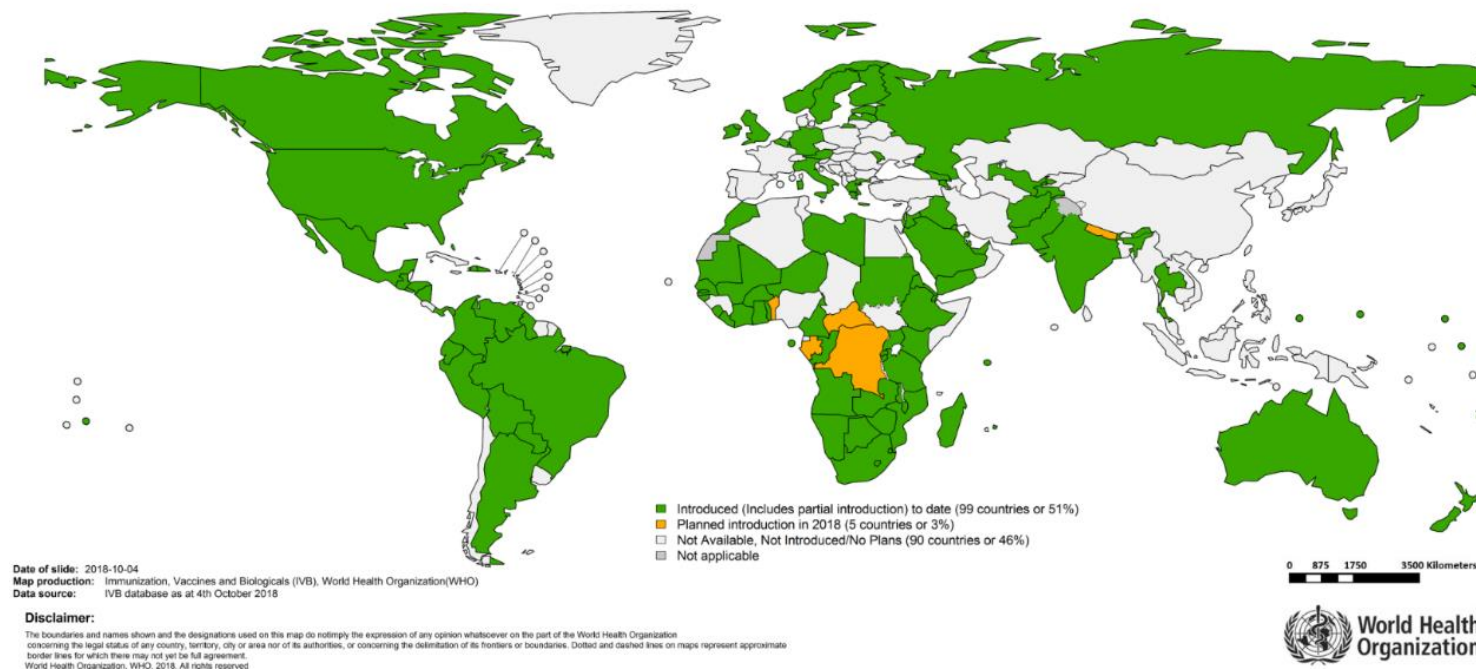 Introduced (Includes partial introduction) to date (99 countries or 51%)
Planned introduction in 2018 (5 countries or 3%)
Not Available, Not Introduced/No Plans (90 countries or 46%)
Not applicable
Date of slide: 2018-10-04
Map production: Immunization, Vaccines and Biologicals (IVB), World Health Organization(WHO)
Data source: IVB database as at 4th October 2018
0 875 1750 3500 Kilometers
Disclaimer:
The boundaries and names shown and the designations used on this map do notimply the expression of any opinion whatsoever on the part of the World Health Organization
concerning the legal status of any country, territory, city or area nor of its authorities, or concerning the delimitation of its frontiers or boundaries. Dotted and dashed lines on maps represent approximate
border lines for which there may not yet be full agreement.
World Health Organization, WHO, 2018. All rights reserved
World Health
Organization